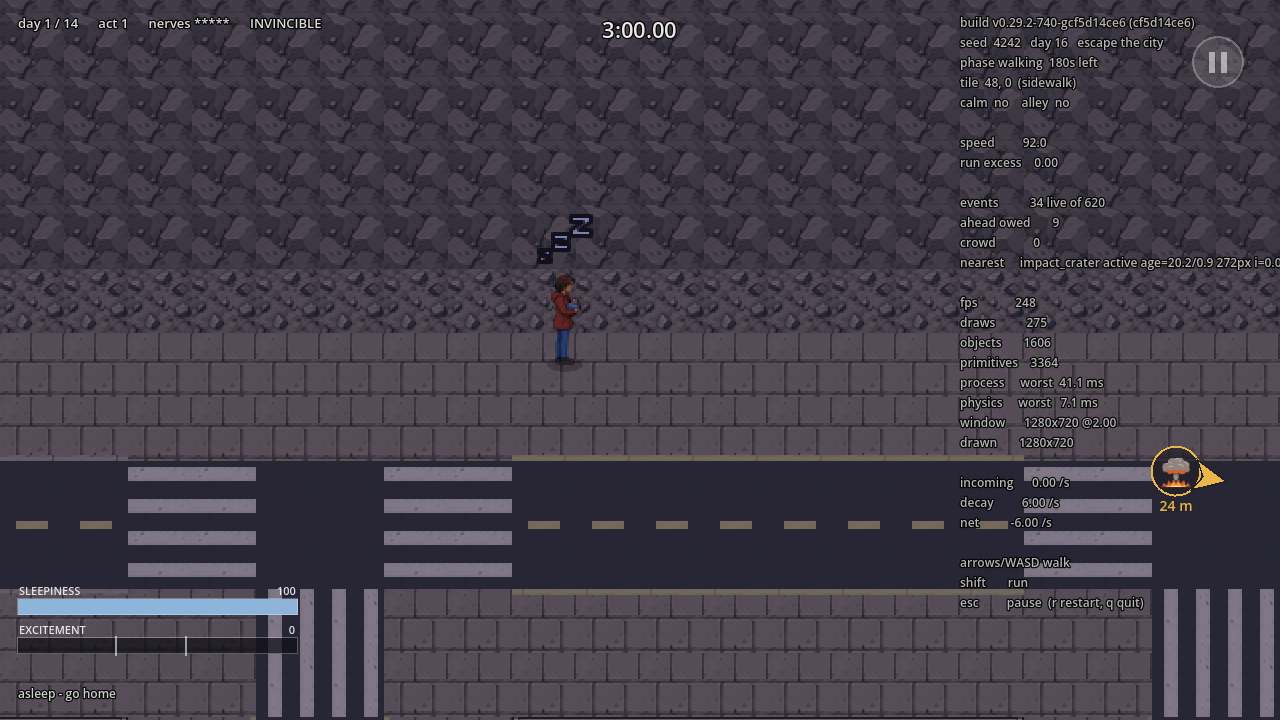 day 1 / 14 act 1 nerves ***** INVINCIBLE
3:00.00
build v0.29.2-740-gcf5d14ce6 (cf5d14ce6)
seed 4242 day 16 escape the city
phase walking 180s left
tile 48, 0 (sidewalk)
calm no alley no
speed 92.0
run excess 0.00
events 34 live of 620
ahead owed 9
crowd 0
nearest impact_crater active age=20.2/0.9 272px i=0.0
fps 248
draws 275
objects 1606
primitives 3364
process worst 41.1 ms
physics worst 7.1 ms
window 1280x720 @2.00
drawn 1280x720
incoming 0.00 /s
decay 6.00 /s
net -6.00 /s
24 m
arrows/WASD walk
shift run
esc pause (r restart, q quit)
SLEEPINESS 100
EXCITEMENT 0
asleep - go home